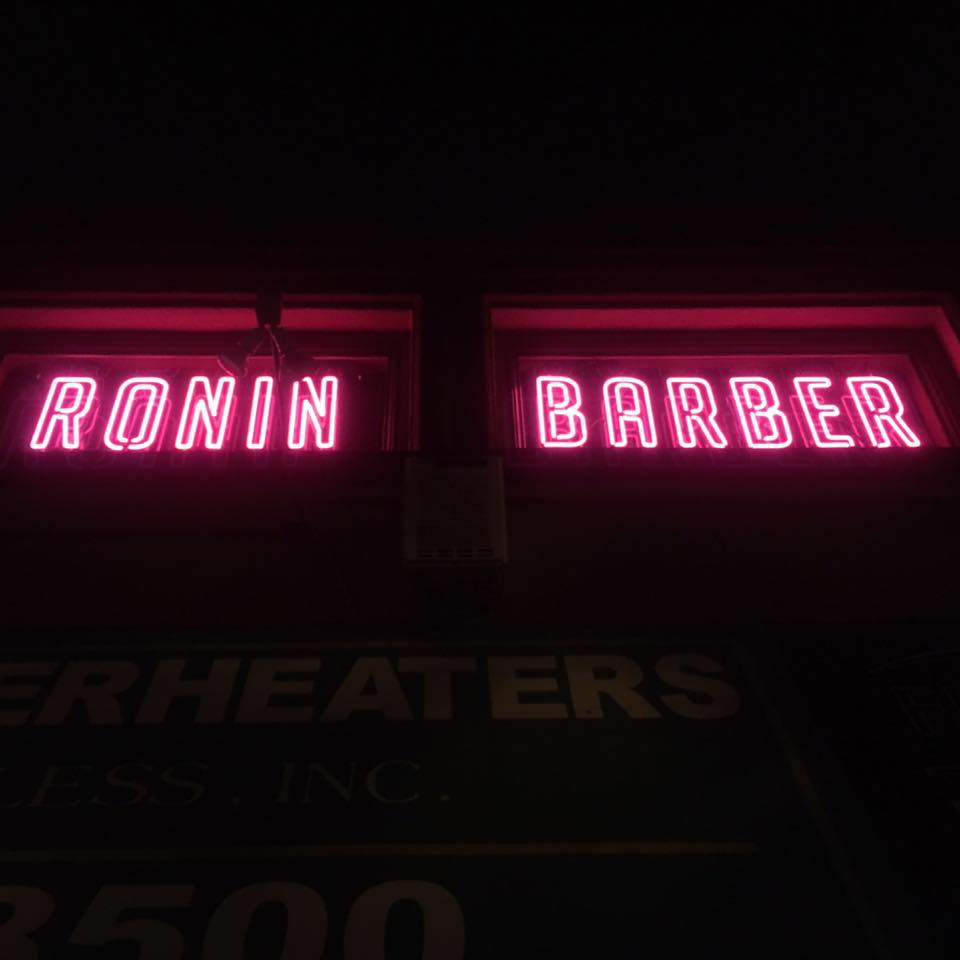 RONIN BARBER
ERHEATERS
LESS, INC.
3500